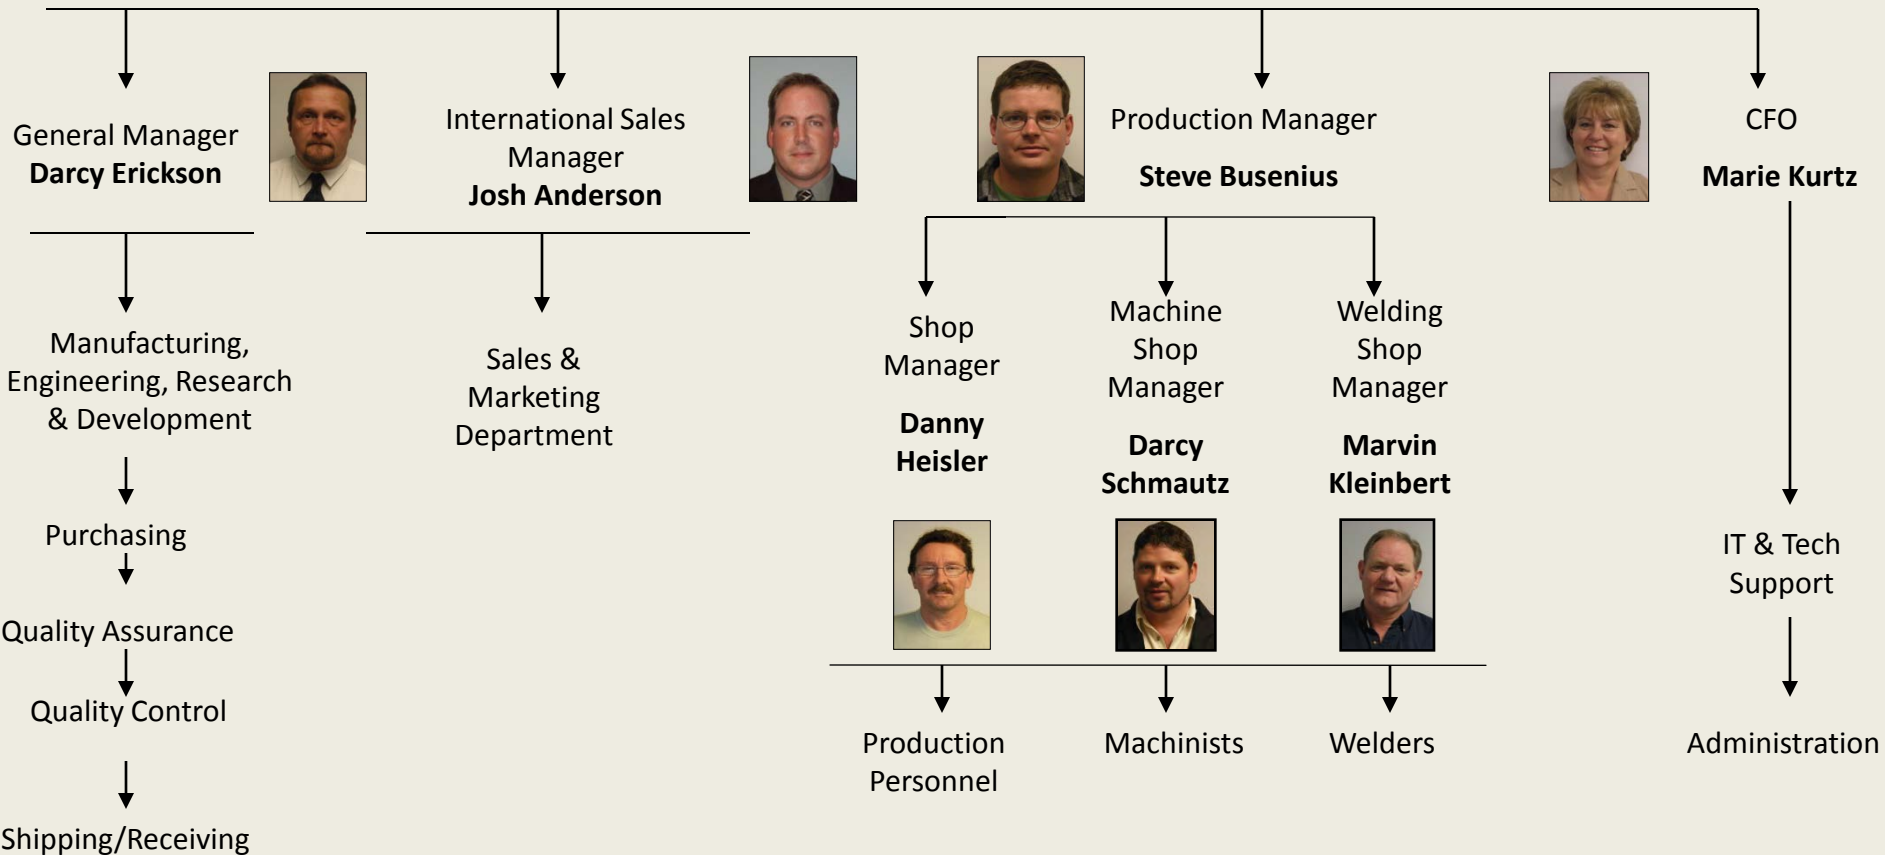 General Manager
Darcy Erickson
International Sales
Manager
Josh Anderson
Production Manager
Steve Busenius
CFO
Marie Kurtz
Manufacturing,
Engineering, Research
& Development
Purchasing
Quality Assurance
Quality Control
Shipping/Receiving
Sales &
Marketing
Department
Shop
Manager
Danny
Heisler
Machine
Shop
Manager
Darcy
Schmautz
Welding
Shop
Manager
Marvin
Kleinbert
Production
Personnel
Machinists
Welders
IT & Tech
Support
Administration